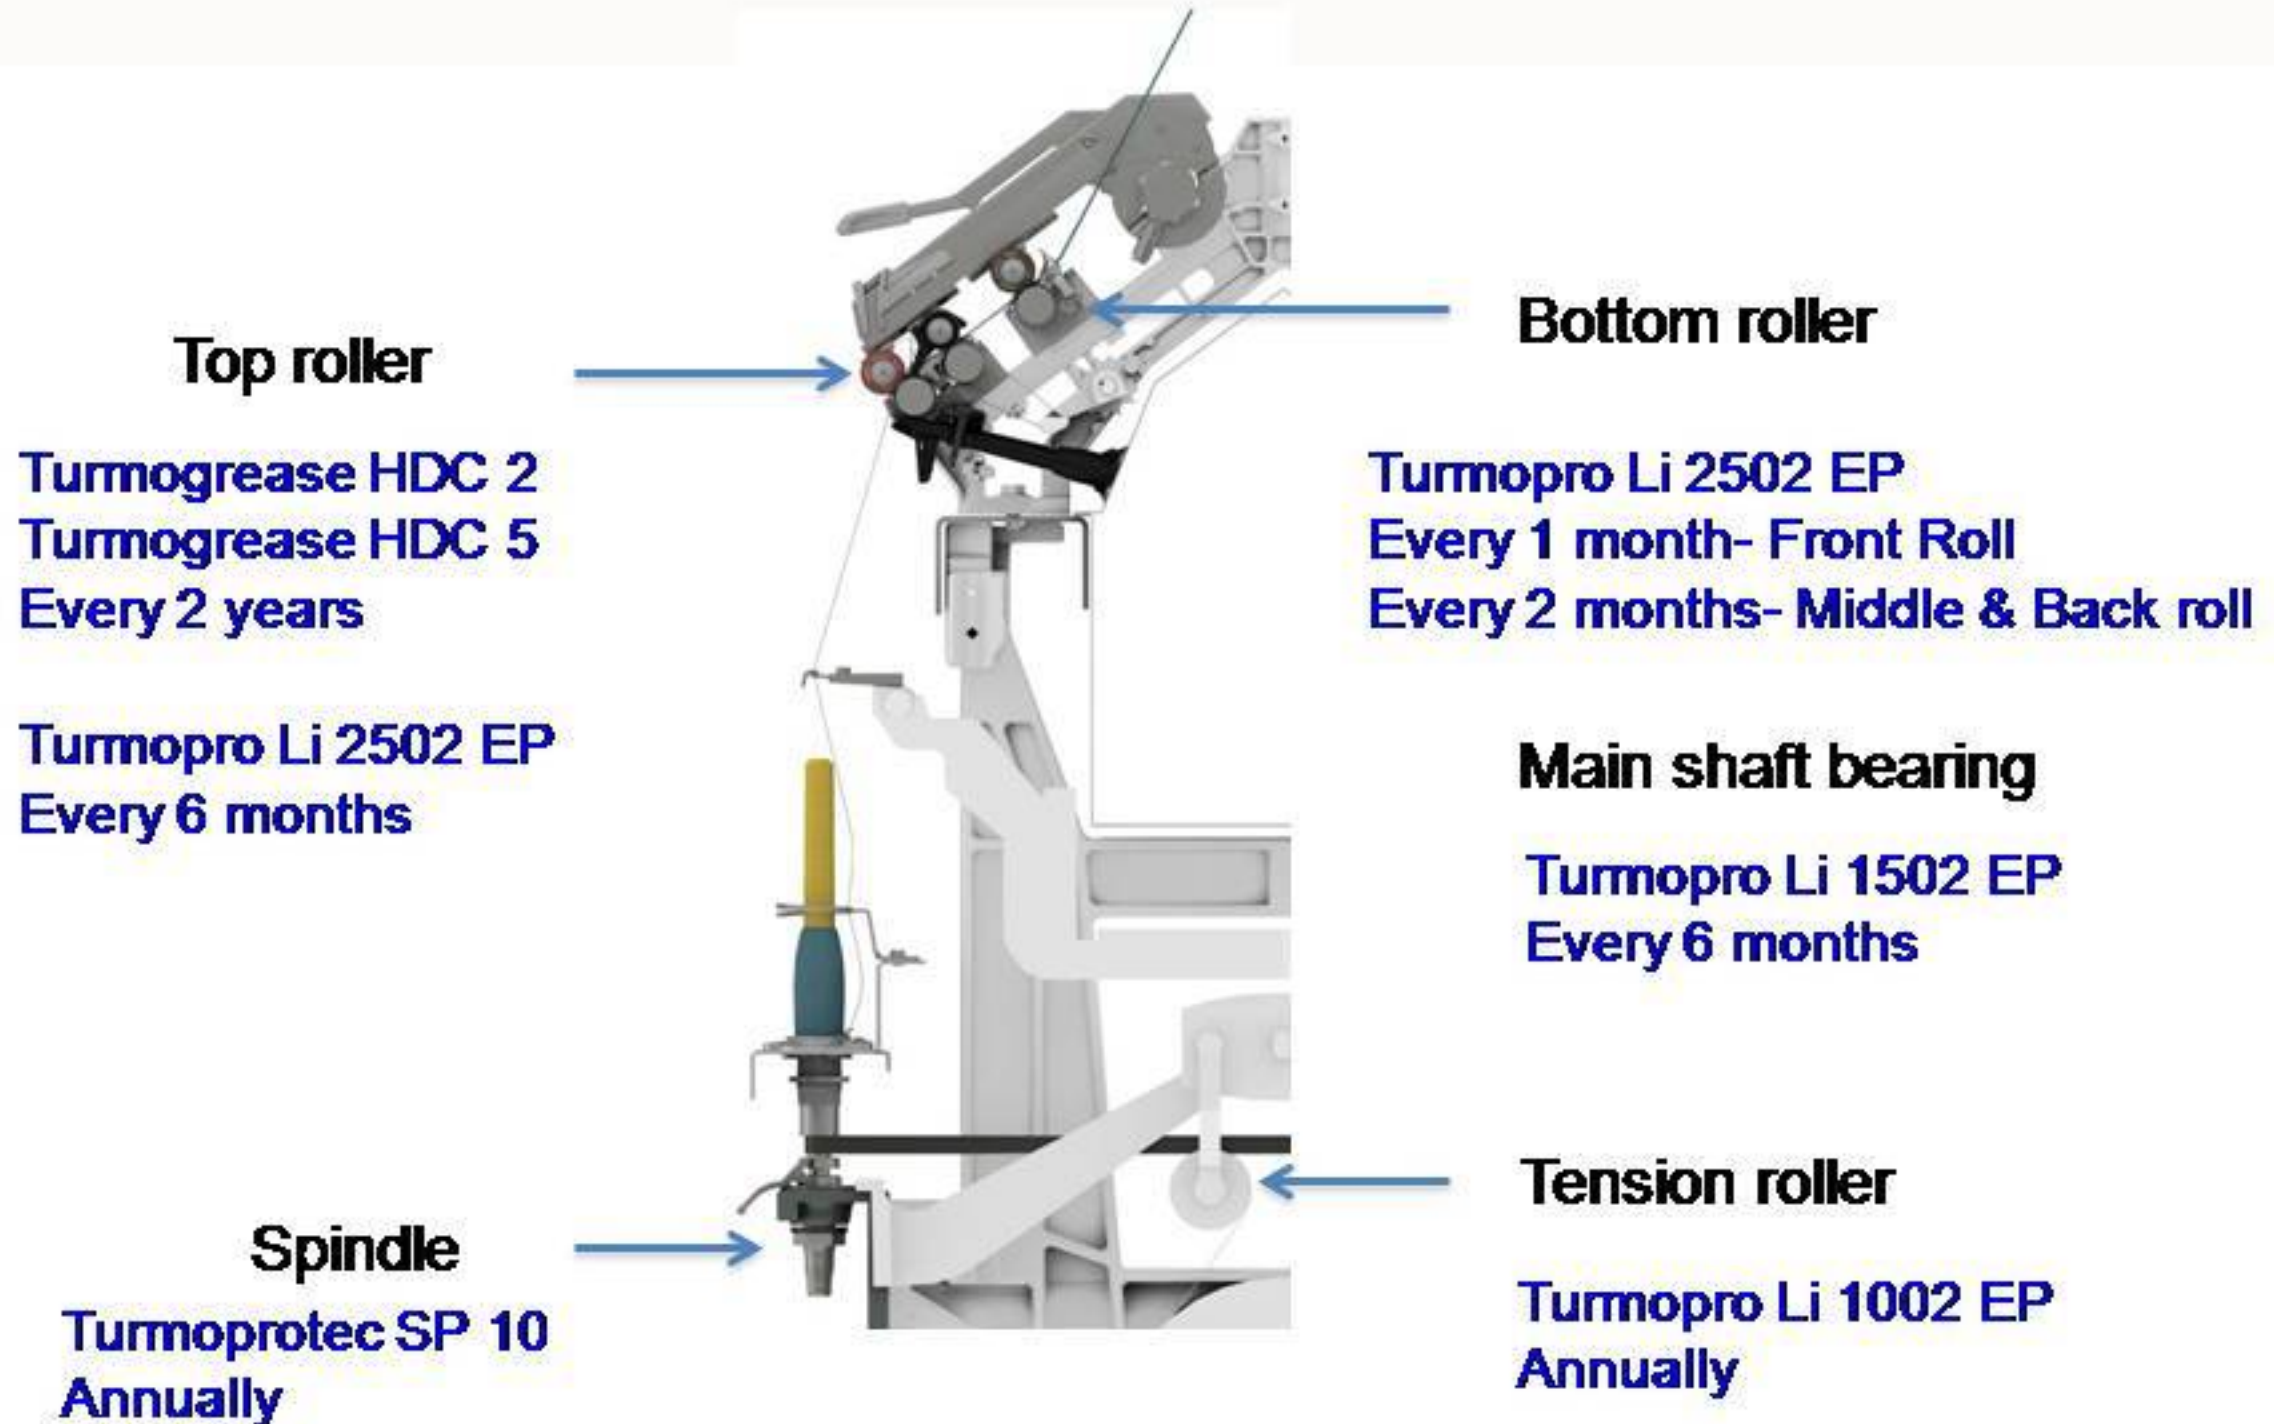 Top roller
Turmogrease HDC 2
Turmogrease HDC 5
Every 2 years
Turmopro Li 2502 EP
Every 6 months
Spindle
Turmoprotec SP 10
Annually
Bottom roller
Turmopro Li 2502 EP
Every 1 month- Front Roll
Every 2 months- Middle & Back roll
Main shaft bearing
Turmopro Li 1502 EP
Every 6 months
Tension roller
Turmopro Li 1002 EP
Annually